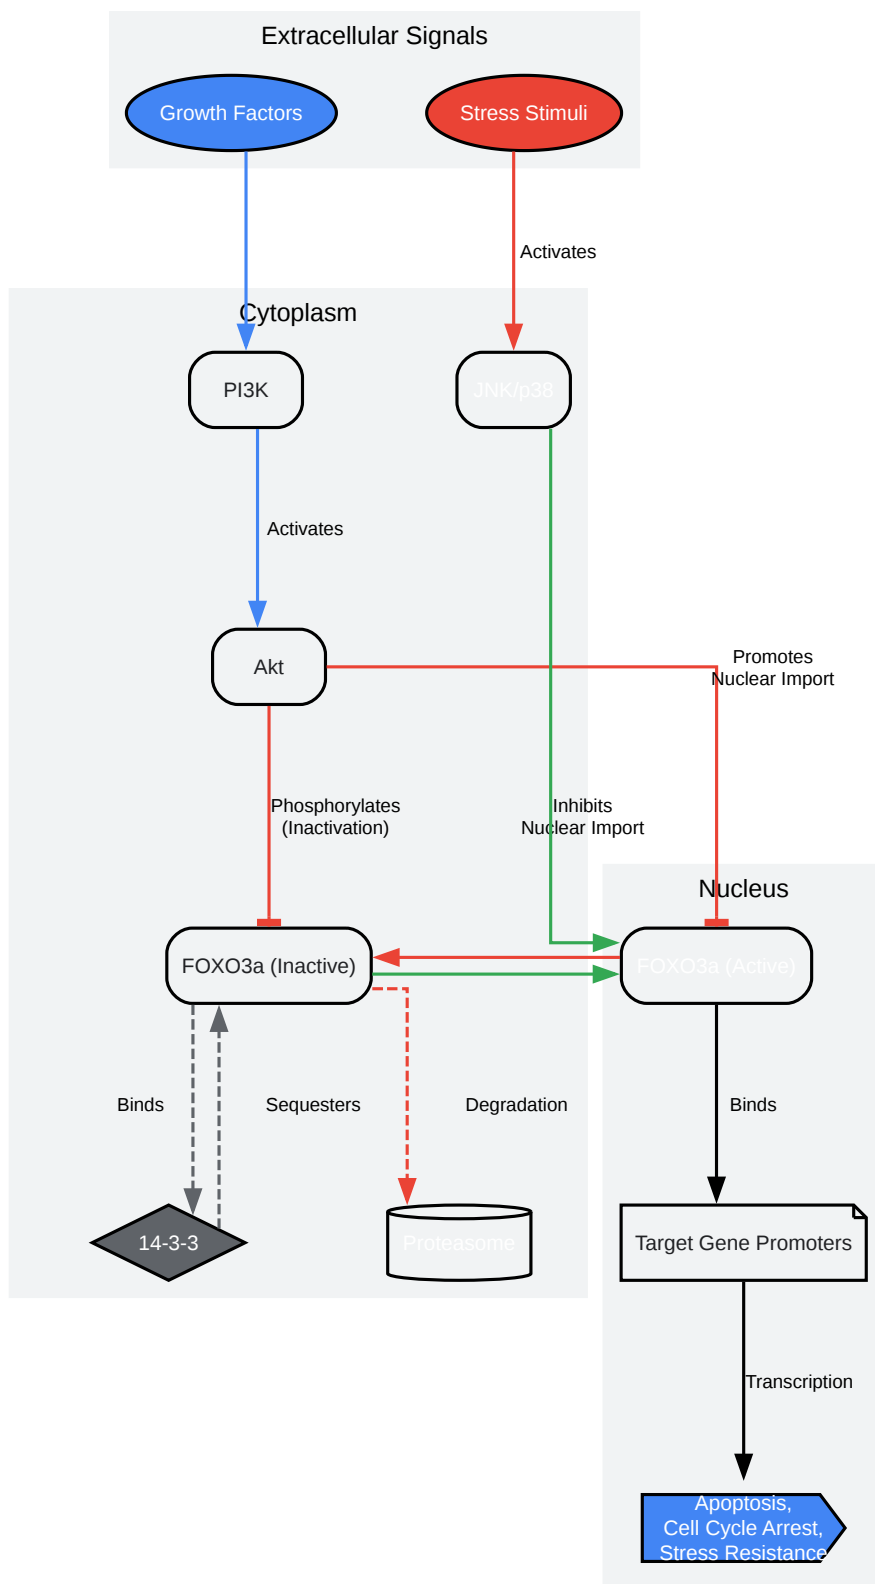 Extracellular Signals
Growth Factors
Stress Stimuli
Activates
Cytoplasm
PI3K
JNK/p38
Activates
Akt
Promotes
Nuclear Import
Phosphorylates
(Inactivation)
Inhibits
Nuclear Import
Nucleus
FOXO3a (Inactive)
FOXO3a (Active)
Binds
Sequesters
Degradation
Binds
14-3-3
Proteasome
Target Gene Promoters
Transcription
Apoptosis,
Cell Cycle Arrest,
Stress Resistance